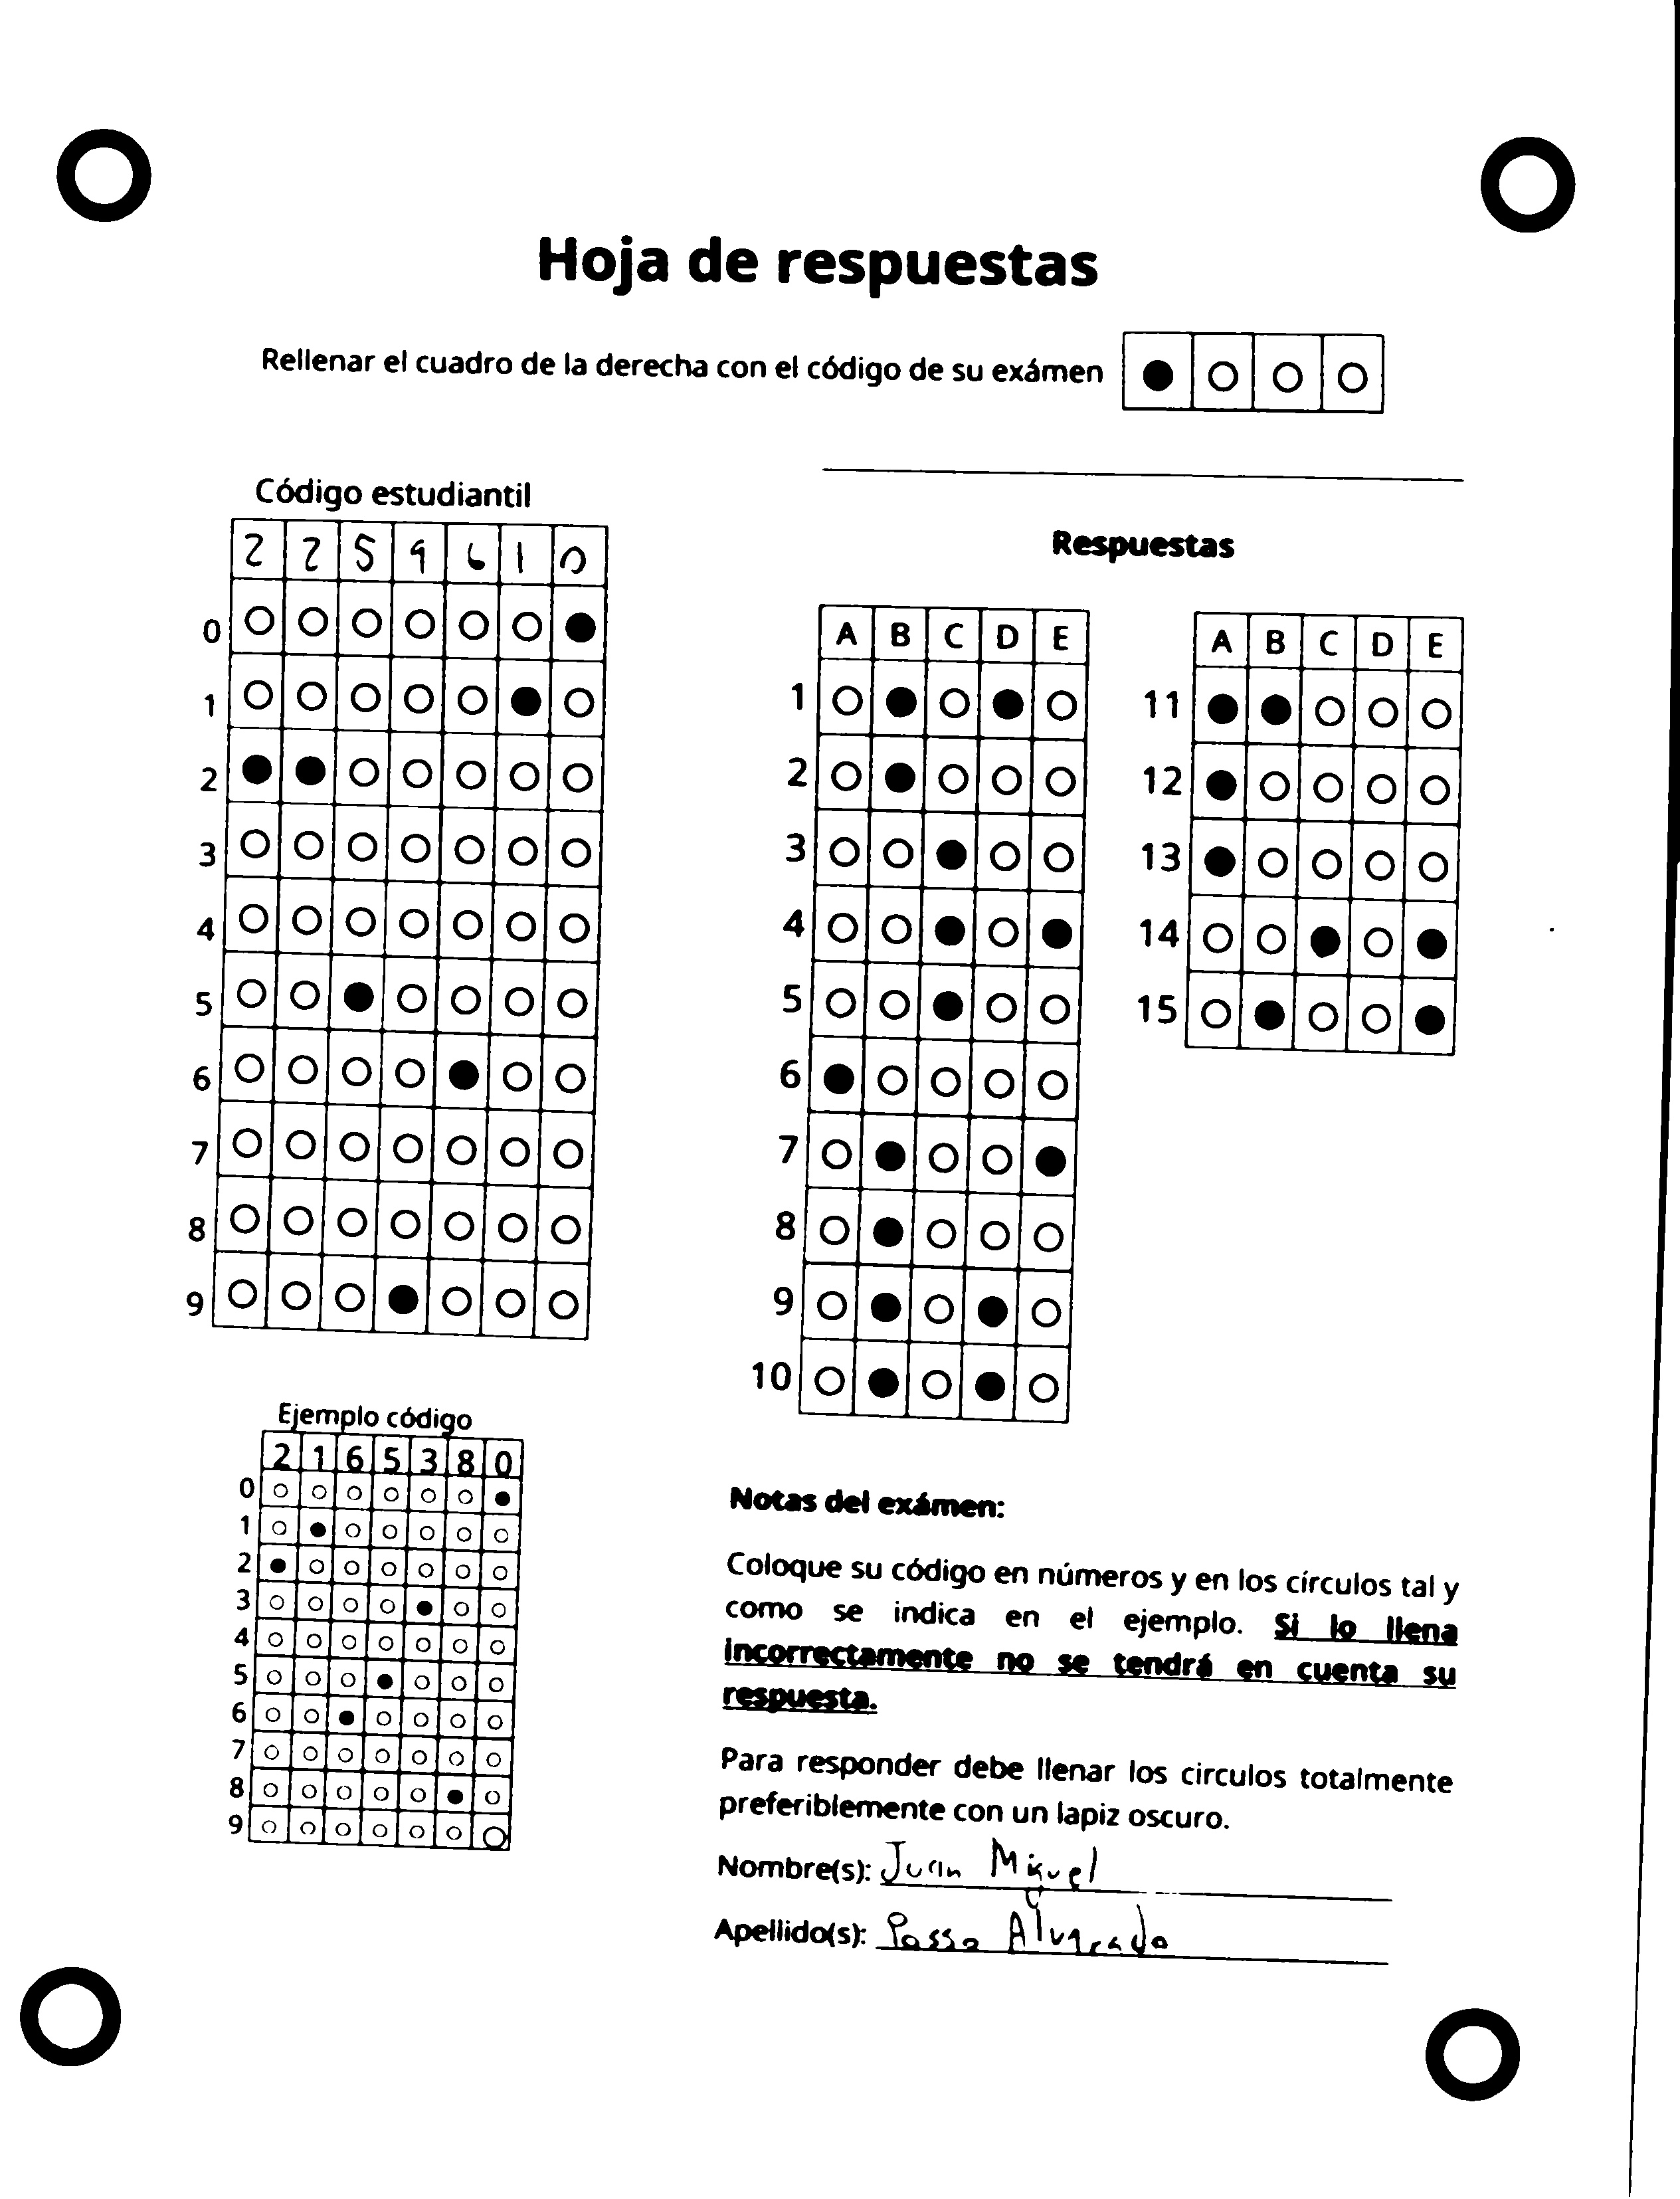 Hoja de respuestas
Rellenar el cuadro de la derecha con el código de su exámen
Código estudiantil
2 2 5 9 6 1 0
0
1
2
3
4
5
6
7
8
9
Ejemplo código
2 1 6 5 3 8 0
0
1
2
3
4
5
6
7
8
9
Respuestas
A B C D E
1
2
3
4
5
6
7
8
9
10
A B C D E
11
12
13
14
15
Notas del exámen:
Coloque su código en números y en los círculos tal y
como se indica en el ejemplo. Si lo llena
incorrectamente no se tendrá en cuenta su
respuesta.
Para responder debe llenar los circulos totalmente
preferiblemente con un lapiz oscuro.
Nombre(s): Juan Miguel
Apellido(s): Posso Alvarado